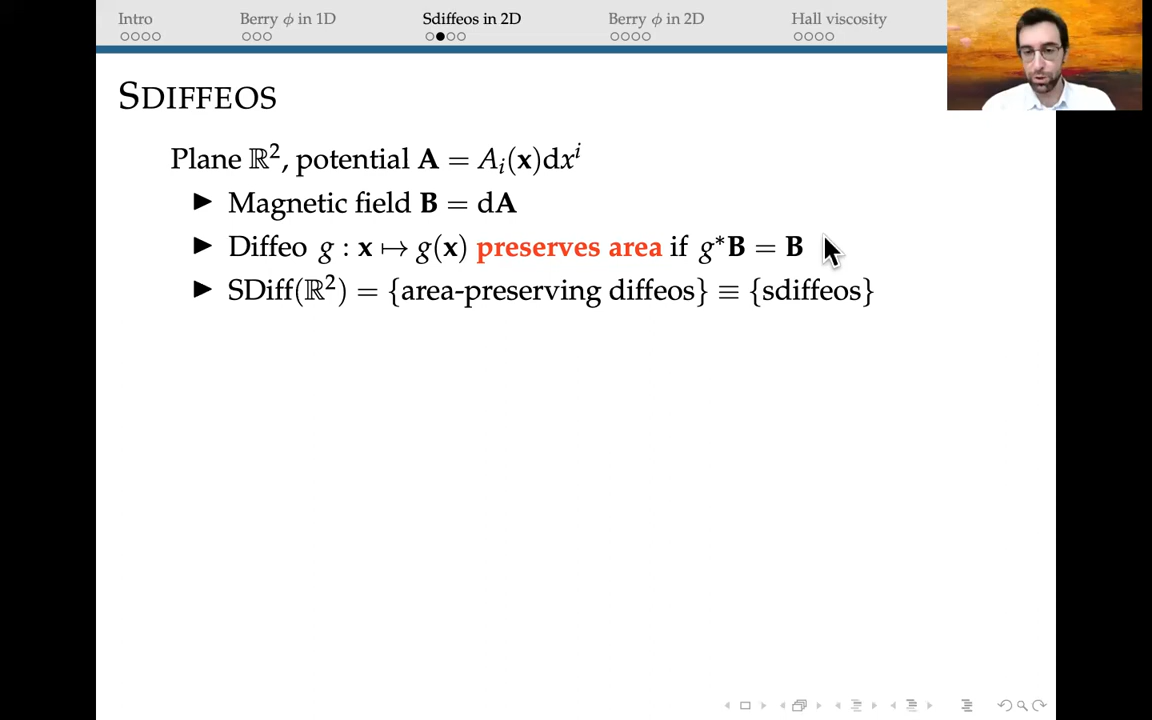 Intro Berry ϕ in 1D Sdiffeos in 2D Berry ϕ in 2D Hall viscosity
SDIFFEOS
Plane ℝ², potential A = Aᵢ(x)dxⁱ
▶ Magnetic field B = dA
▶ Diffeo g : x ↦ g(x) preserves area if g*B = B
▶ SDiff(ℝ²) = {area-preserving diffeos} ≡ {sdiffeos}